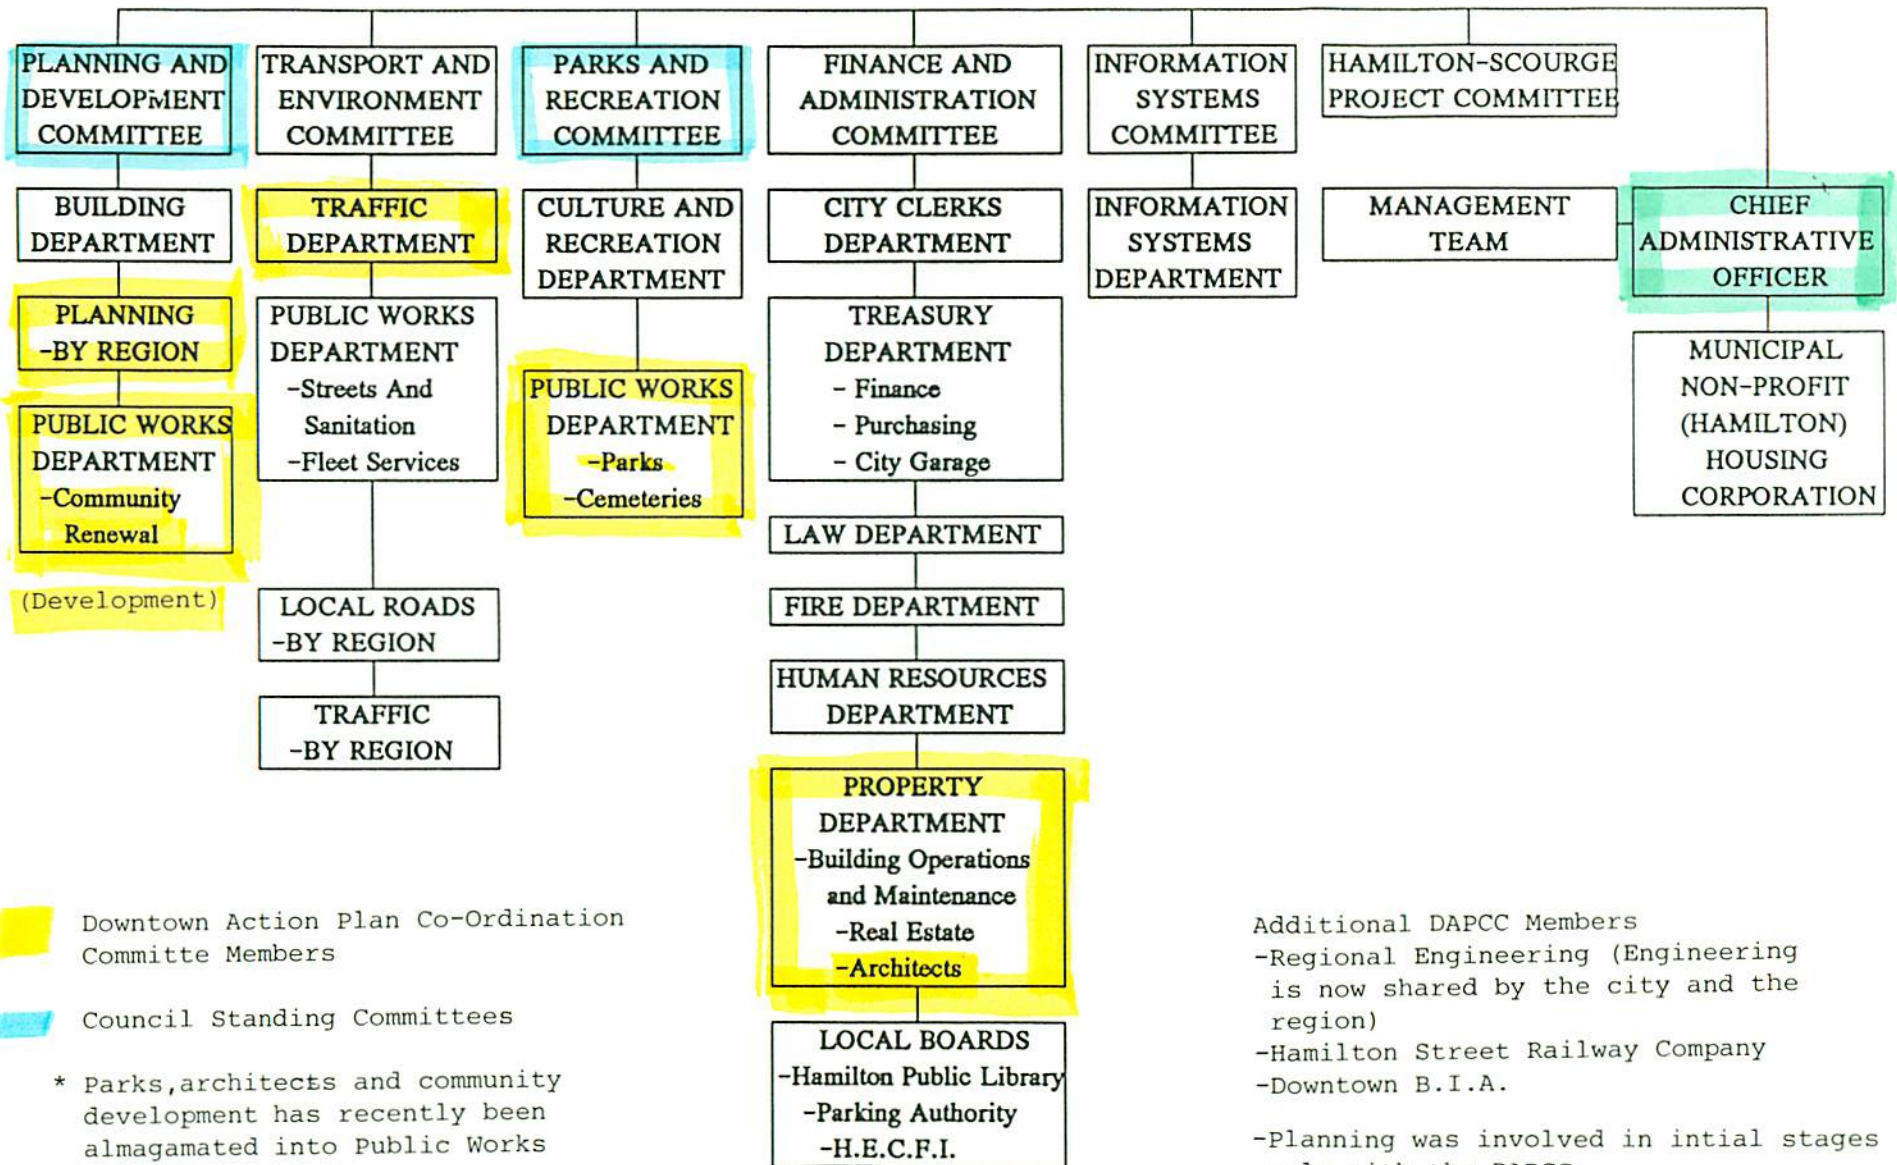 PLANNING AND
DEVELOPMENT
COMMITTEE
BUILDING
DEPARTMENT
PLANNING
-BY REGION
PUBLIC WORKS
DEPARTMENT
-Community
Renewal
(Development)
TRANSPORT AND
ENVIRONMENT
COMMITTEE
TRAFFIC
DEPARTMENT
PUBLIC WORKS
DEPARTMENT
-Streets And
Sanitation
-Fleet Services
LOCAL ROADS
-BY REGION
TRAFFIC
-BY REGION
PARKS AND
RECREATION
COMMITTEE
CULTURE AND
RECREATION
DEPARTMENT
PUBLIC WORKS
DEPARTMENT
-Parks
-Cemeteries
FINANCE AND
ADMINISTRATION
COMMITTEE
CITY CLERKS
DEPARTMENT
TREASURY
DEPARTMENT
- Finance
- Purchasing
- City Garage
LAW DEPARTMENT
FIRE DEPARTMENT
HUMAN RESOURCES
DEPARTMENT
PROPERTY
DEPARTMENT
-Building Operations
and Maintenance
-Real Estate
-Architects
LOCAL BOARDS
-Hamilton Public Library
-Parking Authority
-H.E.C.F.I.
INFORMATION
SYSTEMS
COMMITTEE
INFORMATION
SYSTEMS
DEPARTMENT
HAMILTON-SCOURGE
PROJECT COMMITTEE
MANAGEMENT
TEAM
CHIEF
ADMINISTRATIVE
OFFICER
MUNICIPAL
NON-PROFIT
(HAMILTON)
HOUSING
CORPORATION
Downtown Action Plan Co-Ordination
Committe Members
Council Standing Committees
* Parks,architects and community
development has recently been
almagamated into Public Works
Additional DAPCC Members
-Regional Engineering (Engineering
is now shared by the city and the
region)
-Hamilton Street Railway Company
-Downtown B.I.A.
-Planning was involved in intial stages